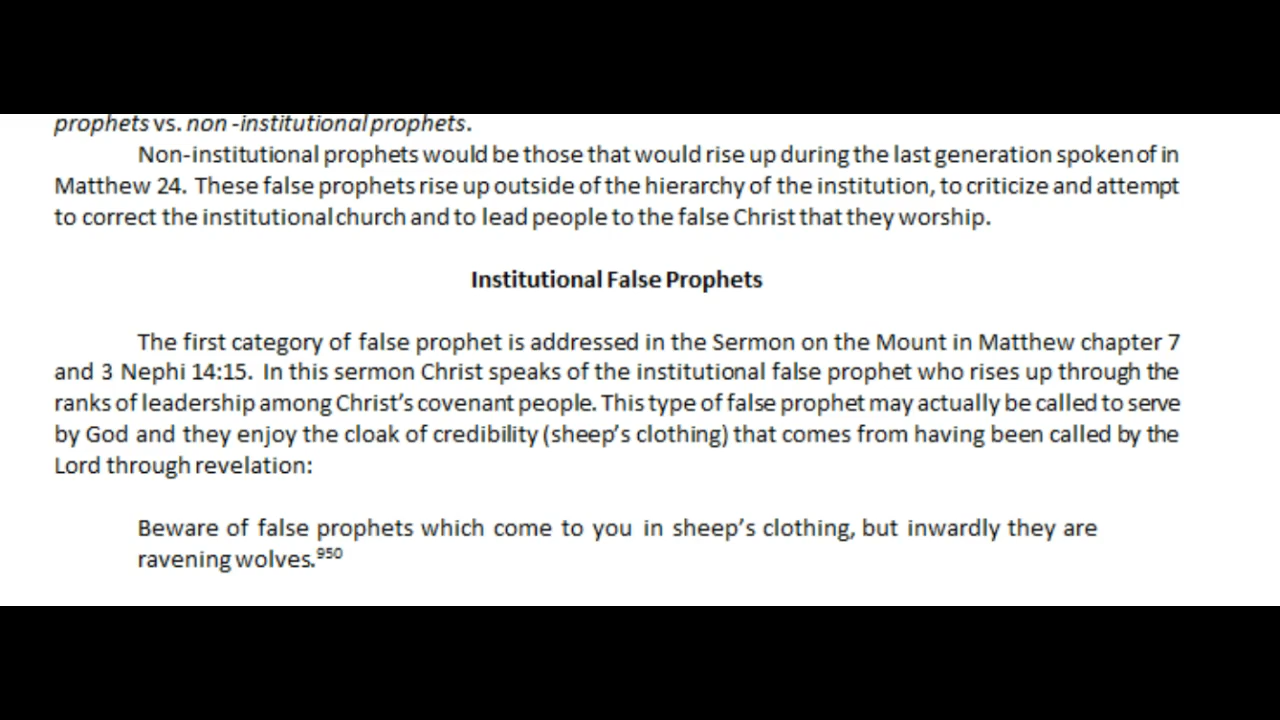 prophets vs. non -institutional prophets.
Non-institutional prophets would be those that would rise up during the last generation spoken of in
Matthew 24. These false prophets rise up outside of the hierarchy of the institution, to criticize and attempt
to correct the institutional church and to lead people to the false Christ that they worship.
Institutional False Prophets
The first category of false prophet is addressed in the Sermon on the Mount in Matthew chapter 7
and 3 Nephi 14:15. In this sermon Christ speaks of the institutional false prophet who rises up through the
ranks of leadership among Christ’s covenant people. This type of false prophet may actually be called to serve
by God and they enjoy the cloak of credibility (sheep’s clothing) that comes from having been called by the
Lord through revelation:
Beware of false prophets which come to you in sheep’s clothing, but inwardly they are
ravening wolves.950